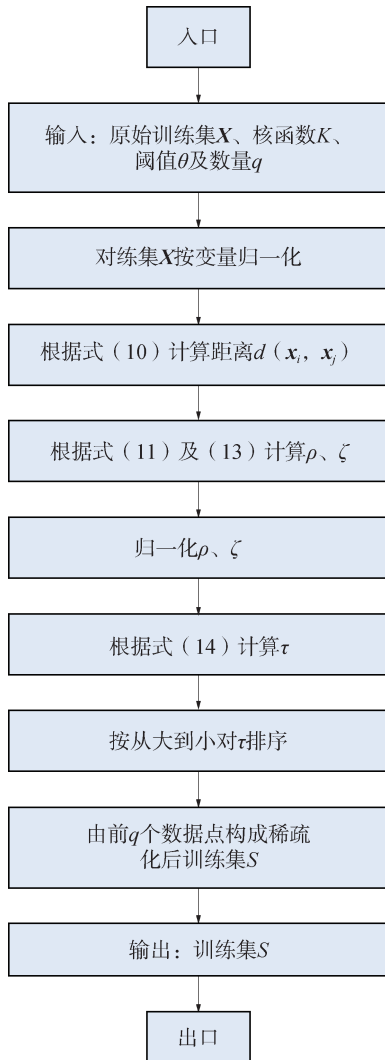 入口
输入：原始训练集X、核函数K、
阈值θ及数量q
对练集X按变量归一化
根据式（10）计算距离d（xᵢ，xⱼ）
根据式（11）及（13）计算ρ、ζ
归一化ρ、ζ
根据式（14）计算τ
按从大到小对τ排序
由前q个数据点构成稀疏
化后训练集S
输出：训练集S
出口